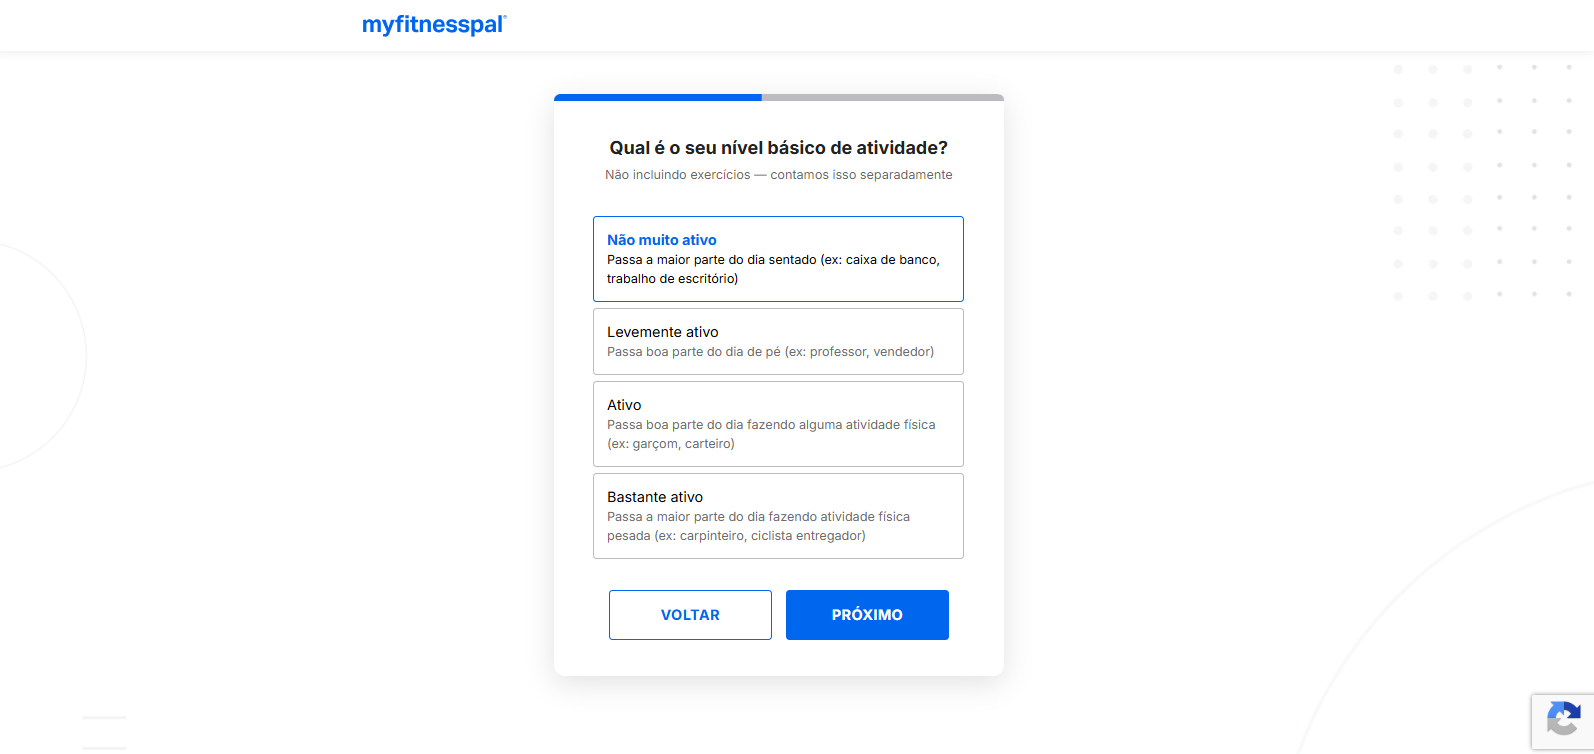 myfitnesspal®
Qual é o seu nível básico de atividade?
Não incluindo exercícios — contamos isso separadamente
Não muito ativo
Passa a maior parte do dia sentado (ex: caixa de banco,
trabalho de escritório)
Levemente ativo
Passa boa parte do dia de pé (ex: professor, vendedor)
Ativo
Passa boa parte do dia fazendo alguma atividade física
(ex: garçom, carteiro)
Bastante ativo
Passa a maior parte do dia fazendo atividade física
pesada (ex: carpinteiro, ciclista entregador)
VOLTAR
PRÓXIMO